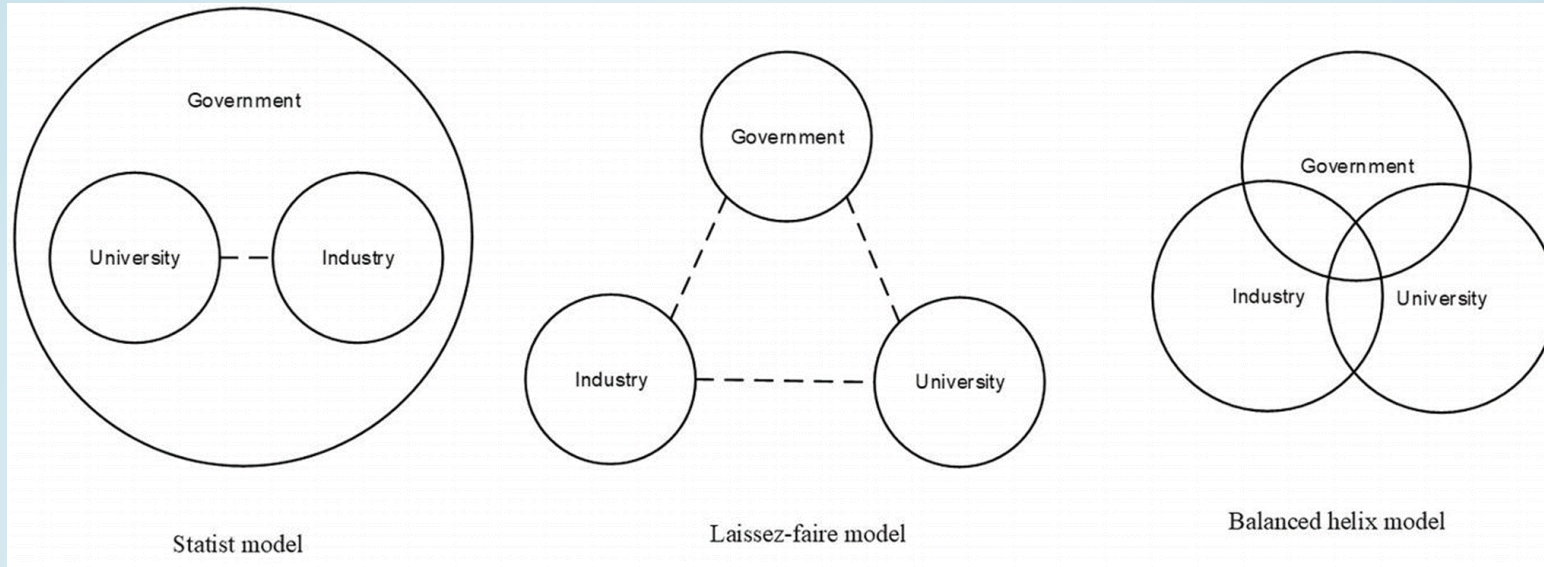 Government
University
Industry
Statist model
Government
Industry
University
Laissez-faire model
Government
Industry
University
Balanced helix model